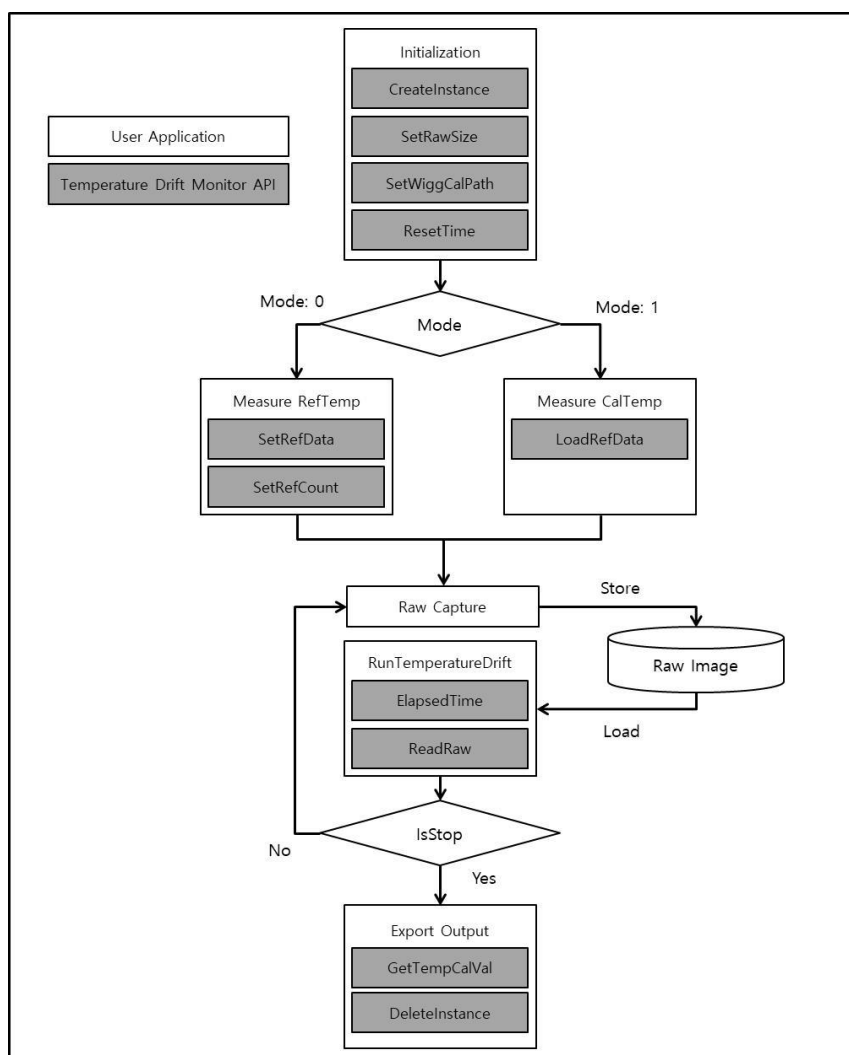 Initialization
CreateInstance
SetRawSize
SetWiggCalPath
ResetTime
User Application
Temperature Drift Monitor API
Mode: 0
Mode: 1
Mode
Measure RefTemp
SetRefData
SetRefCount
Measure CalTemp
LoadRefData
Raw Capture
Store
Raw Image
RunTemperatureDrift
ElapsedTime
ReadRaw
Load
IsStop
No
Yes
Export Output
GetTempCalVal
DeleteInstance